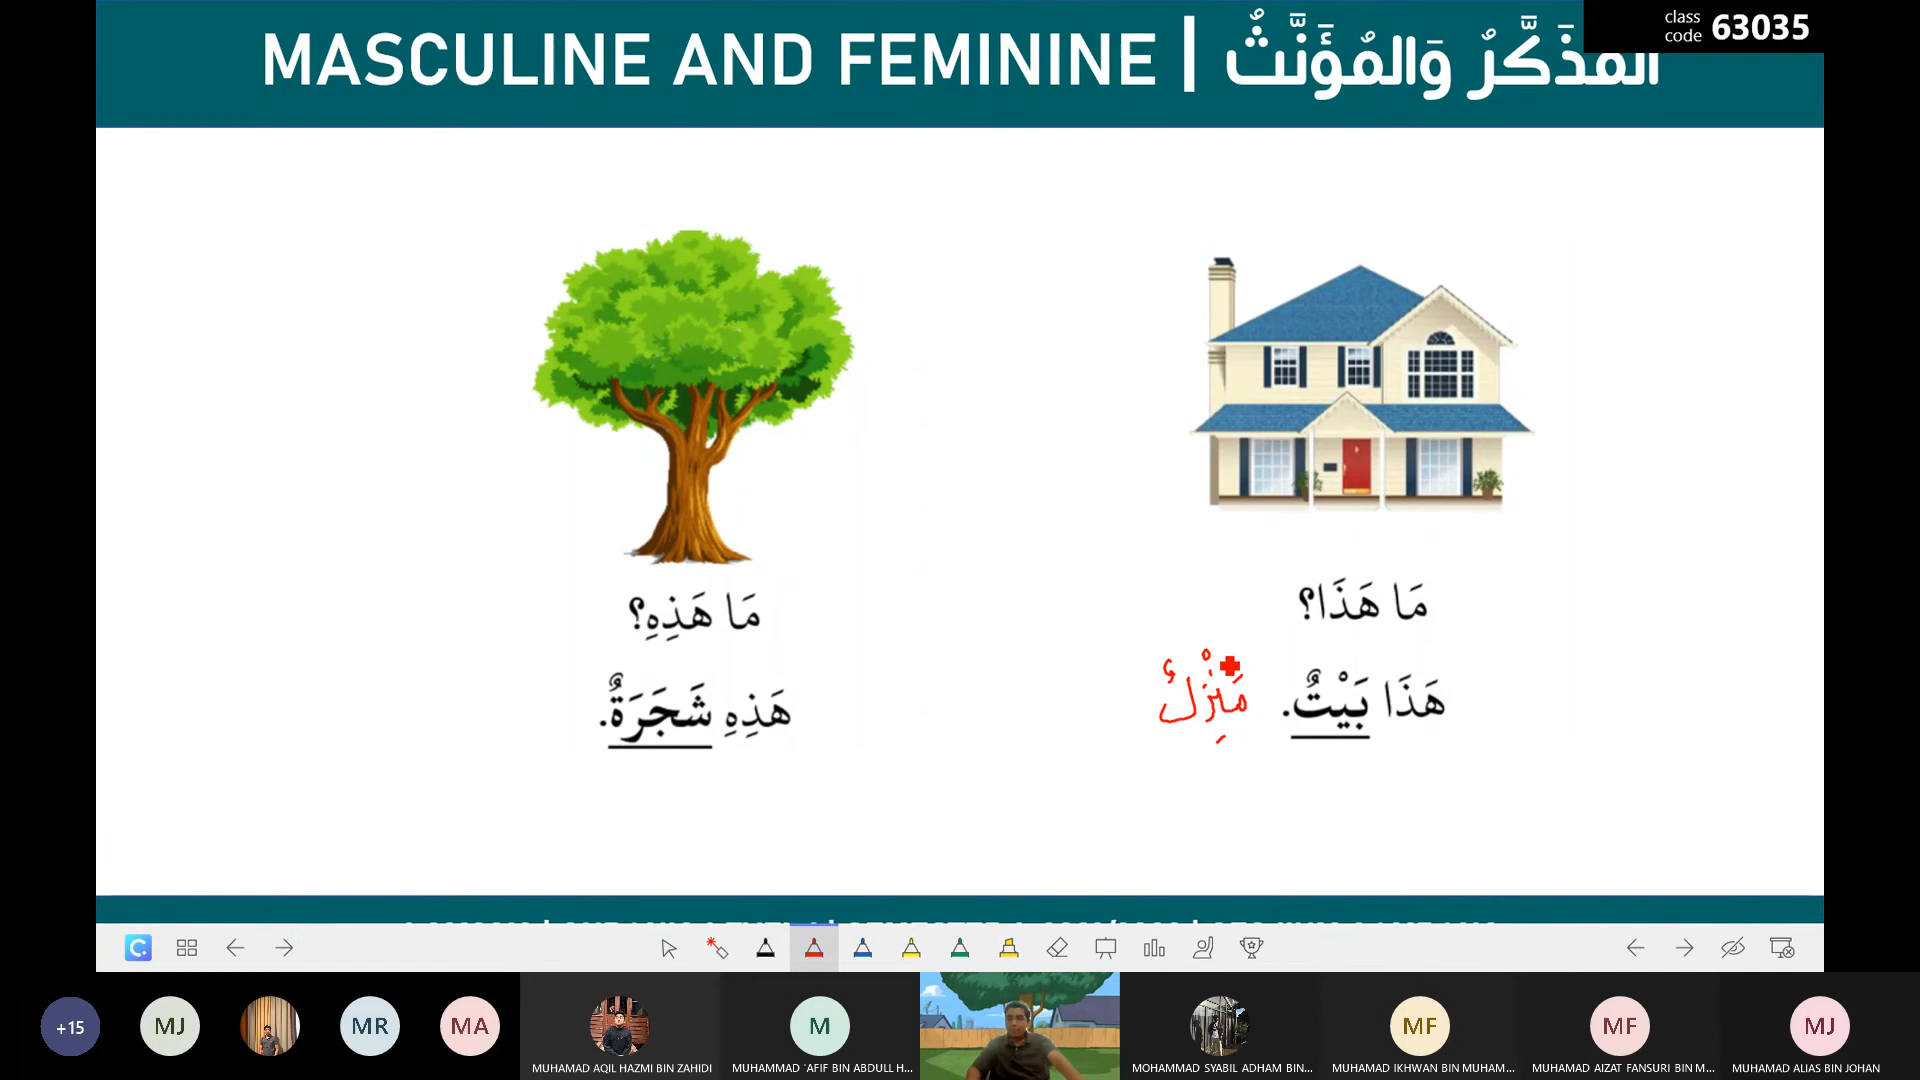 class
code 63035
MASCULINE AND FEMININE | المُذَكَّرُ وَالمُؤَنَّثُ
مَا هَذَا؟
هَذَا بَيْتٌ.
مَنْزِلٌ
مَا هَذِهِ؟
هَذِهِ شَجَرَةٌ.
+15
MJ
MR
MA
MUHAMAD AQIL HAZMI BIN ZAHIDI
M
MUHAMMAD 'AFIF BIN ABDULL H...
MOHAMMAD SYABIL ADHAM BIN...
MF
MUHAMAD IKHWAN BIN MUHAM...
MF
MUHAMAD AIZAT FANSURI BIN M...
MJ
MUHAMAD ALIAS BIN JOHAN